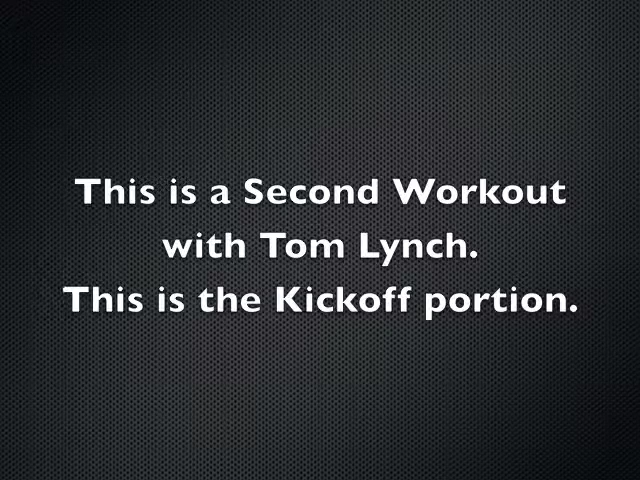 This is a Second Workout
with Tom Lynch.
This is the Kickoff portion.